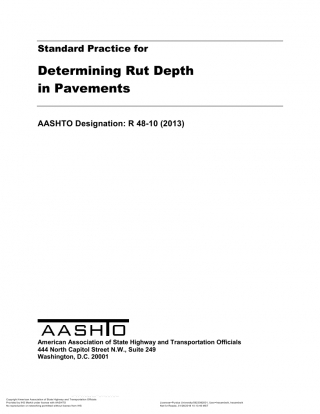 Standard Practice for
Determining Rut Depth
in Pavements
AASHTO Designation: R 48-10 (2013)
AASHTO
American Association of State Highway and Transportation Officials
444 North Capitol Street N.W., Suite 249
Washington, D.C. 20001